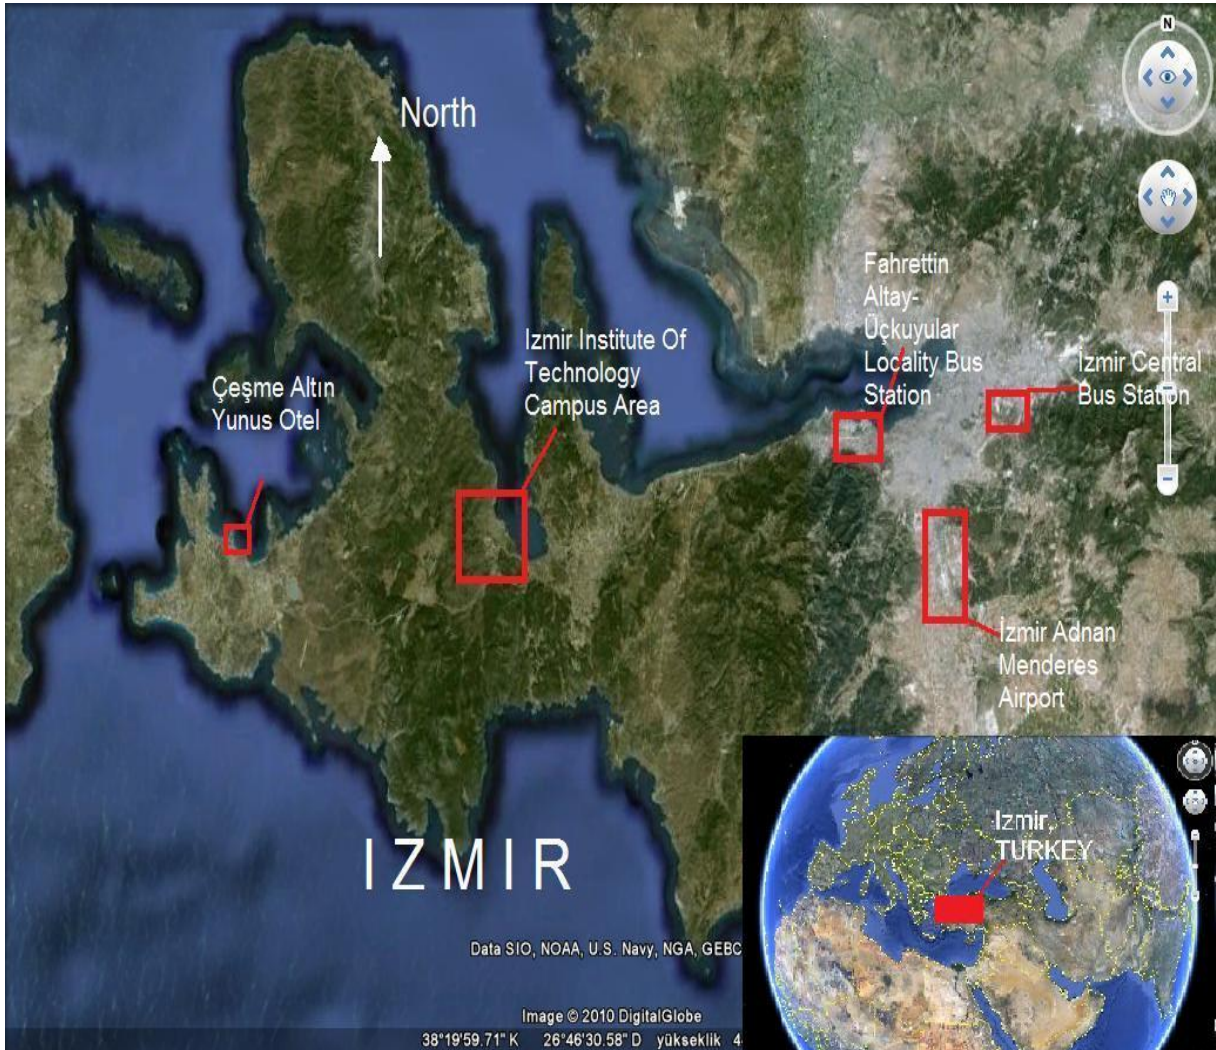 N
North
Fahrettin
Altay-
Üçkuyular
Locality Bus
Station
Izmir Institute Of
Technology
Campus Area
İzmir Central
Bus Station
Çeşme Altın
Yunus Otel
İzmir Adnan
Menderes
Airport
Izmir,
TURKEY
IZMIR
Data SIO, NOAA, U.S. Navy, NGA, GEBC
Image © 2010 DigitalGlobe
38°19'59.71" K 26°46'30.58" D yükseklik 4